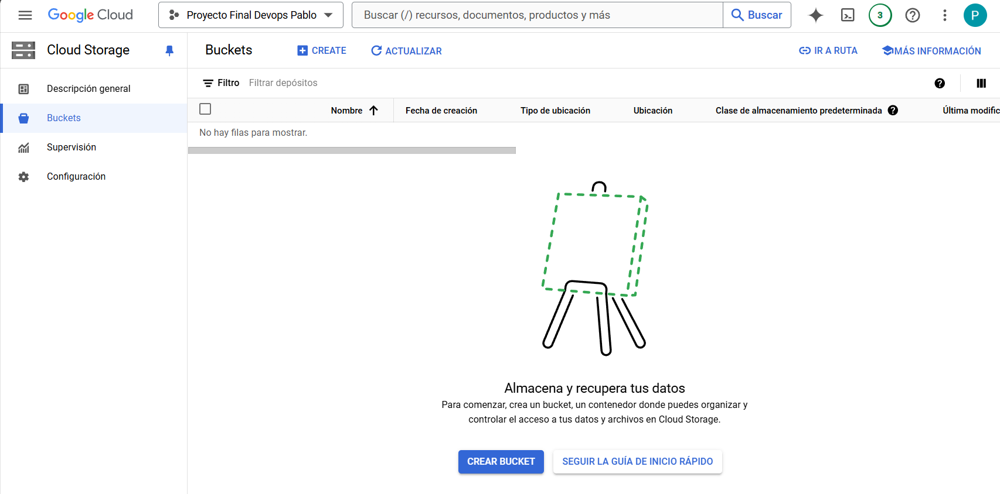 Google Cloud
Proyecto Final Devops Pablo
Buscar (/) recursos, documentos, productos y más
Buscar
3
P
Cloud Storage
Buckets
CREATE
ACTUALIZAR
IR A RUTA
MÁS INFORMACIÓN
Descripción general
Buckets
Supervisión
Configuración
Filtro
Filtrar depósitos
Nombre
Fecha de creación
Tipo de ubicación
Ubicación
Clase de almacenamiento predeterminada
Última modific
No hay filas para mostrar.
Almacena y recupera tus datos
Para comenzar, crea un bucket, un contenedor donde puedes organizar y
controlar el acceso a tus datos y archivos en Cloud Storage.
CREAR BUCKET
SEGUIR LA GUÍA DE INICIO RÁPIDO